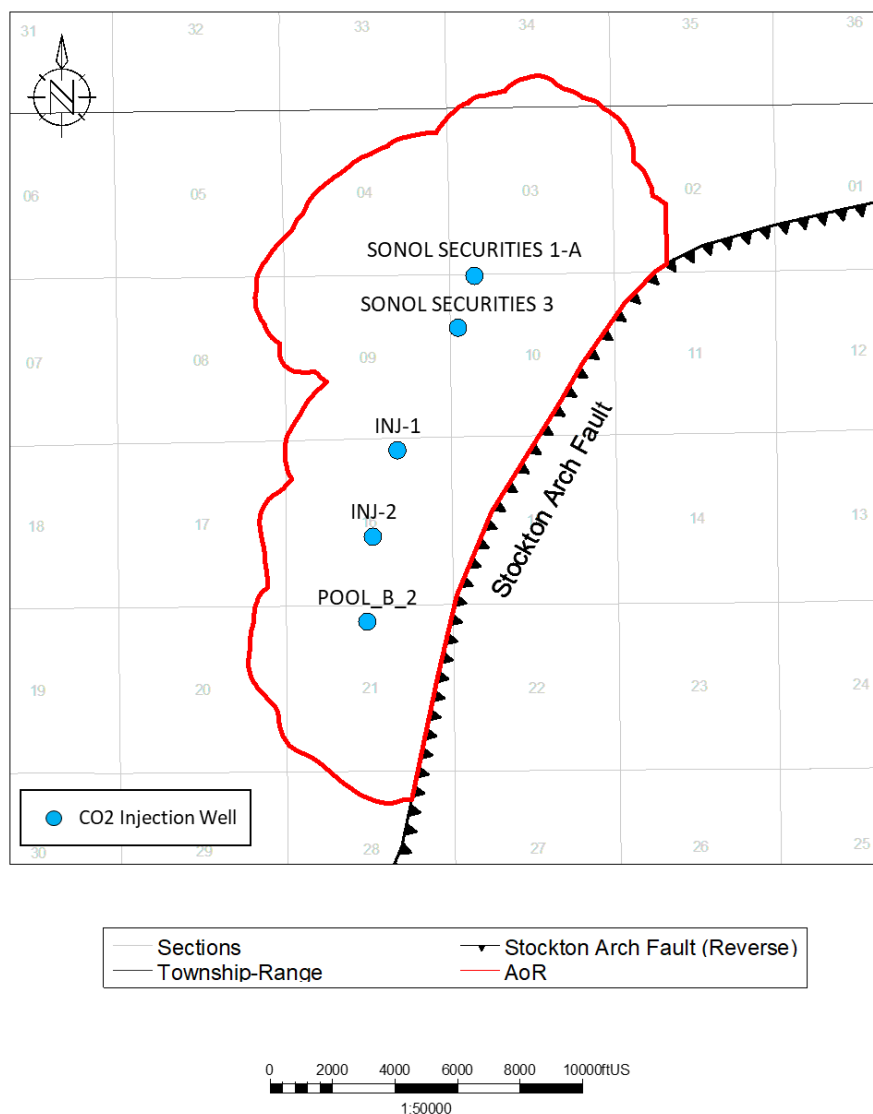 31 32 33 34 35 36
N
06 05 04 03 02 01
SONOL SECURITIES 1-A
SONOL SECURITIES 3
07 08 09 10 11 12
INJ-1
Stockton Arch Fault
INJ-2
18 17 16 14 13
POOL_B_2
19 20 21 22 23 24
CO2 Injection Well
30 29 28 27 26 25
Sections
Stockton Arch Fault (Reverse)
Township-Range
AoR
0 2000 4000 6000 8000 10000ftUS
1:50000